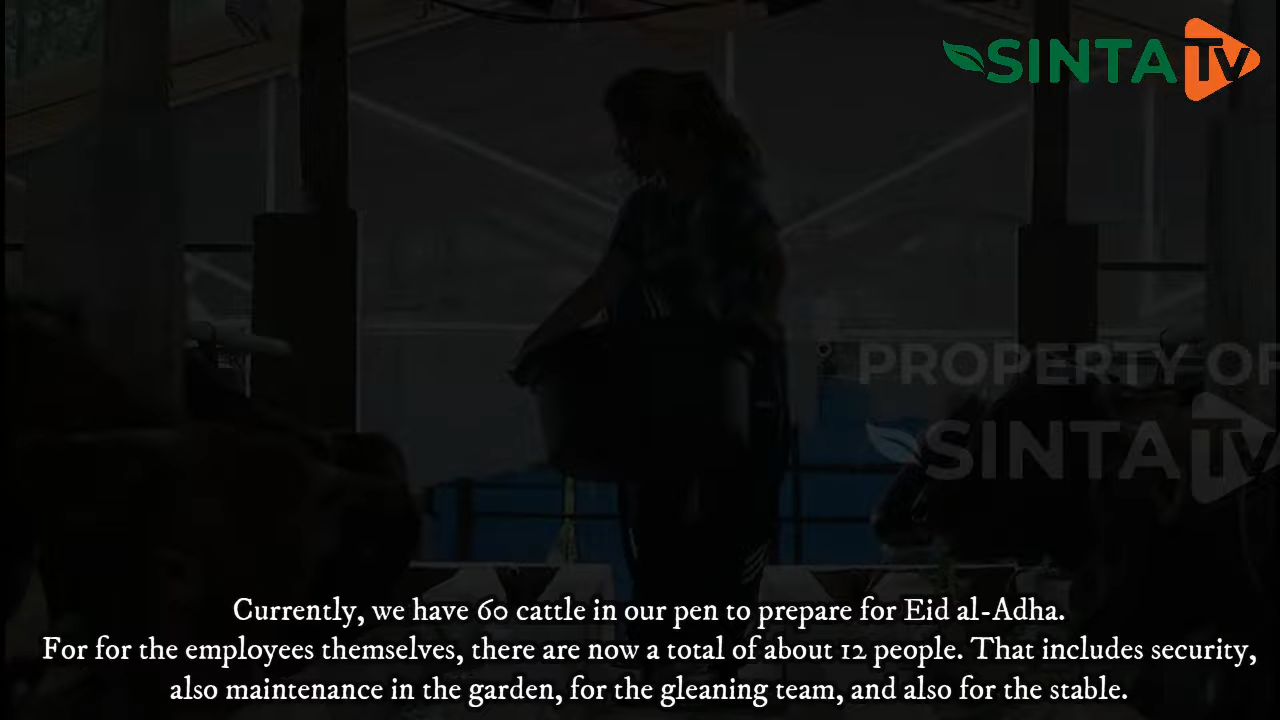 SINTA TV
PROPERTY OF
SINTA TV
Currently, we have 60 cattle in our pen to prepare for Eid al-Adha.
For for the employees themselves, there are now a total of about 12 people. That includes security,
also maintenance in the garden, for the gleaning team, and also for the stable.